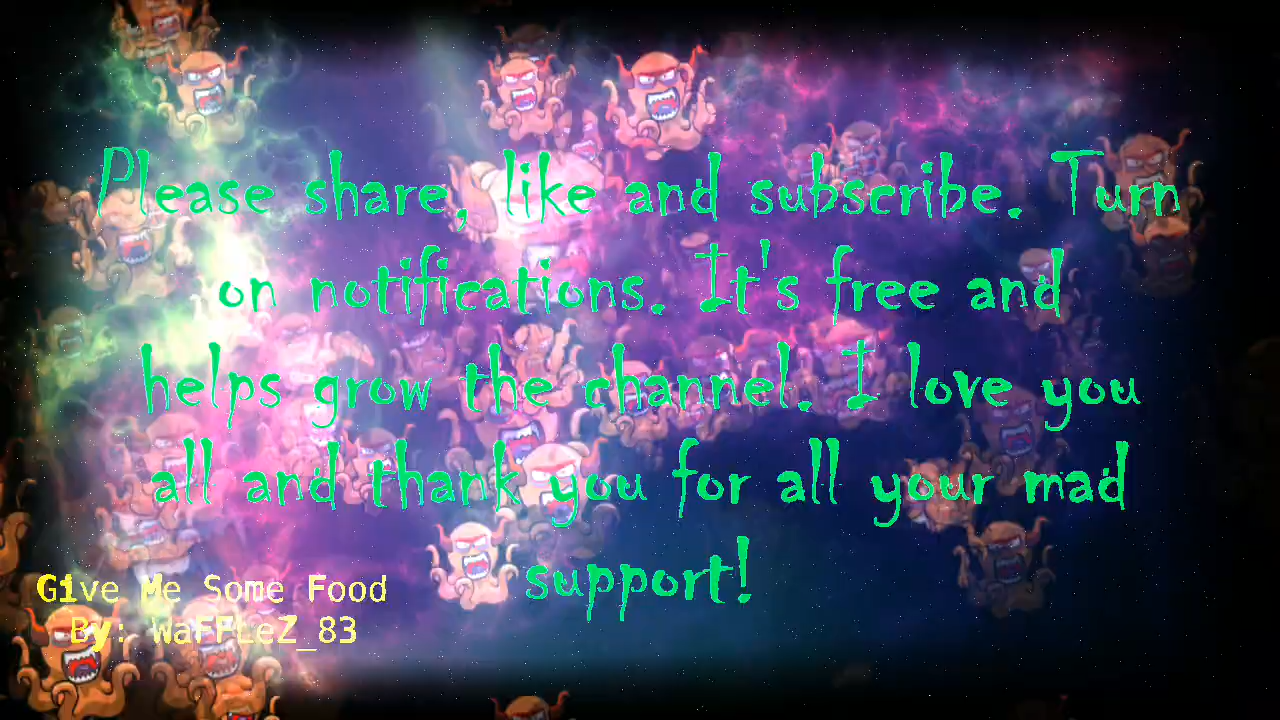 Please share, like and subscribe. Turn
on notifications. It's free and
helps grow the channel. I love you
all and thank you for all your mad
support!
Give Me Some Food
By: WaFFLeZ_83